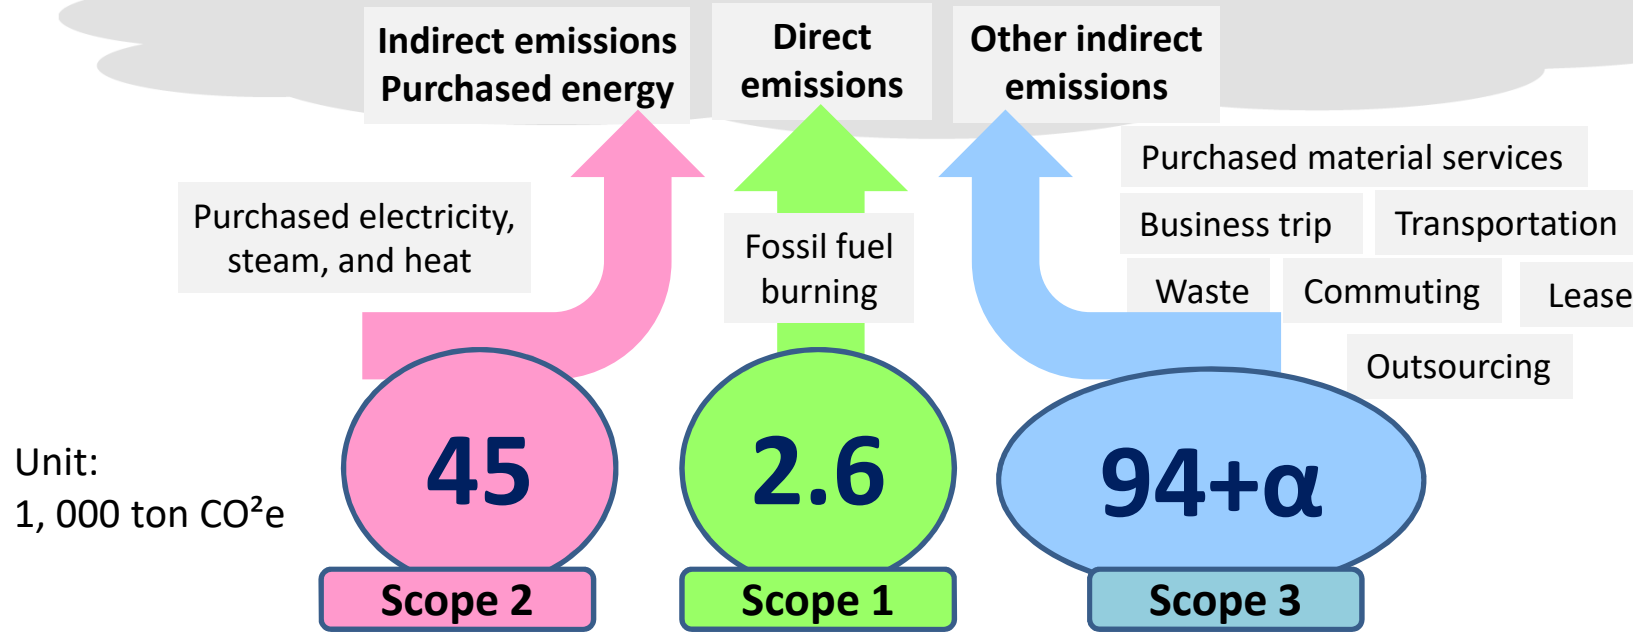 Indirect emissions
Purchased energy
Direct
emissions
Other indirect
emissions
Purchased electricity,
steam, and heat
Fossil fuel
burning
Purchased material services
Business trip
Transportation
Waste
Commuting
Lease
Outsourcing
Unit:
1, 000 ton CO²e
45
2.6
94+α
Scope 2
Scope 1
Scope 3